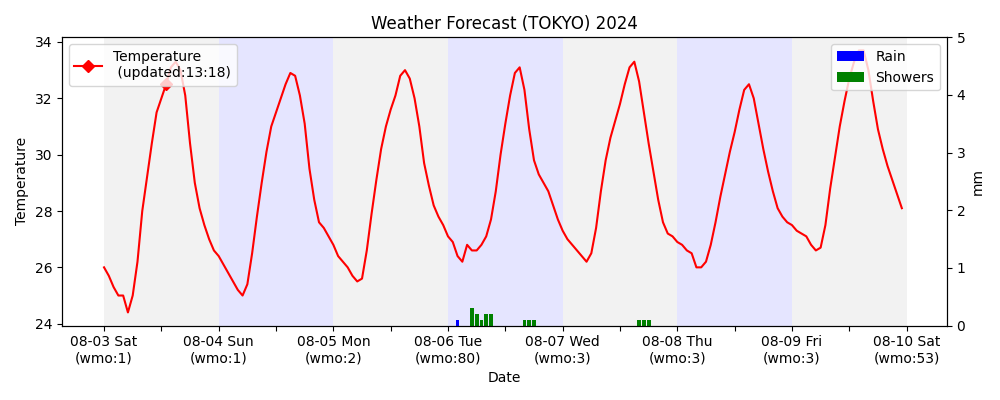 Weather Forecast (TOKYO) 2024
Temperature
(updated:13:18)
Rain
Showers
34
32
30
28
26
24
Temperature
5
4
3
2
1
0
mm
08-03 Sat
(wmo:1)
08-04 Sun
(wmo:1)
08-05 Mon
(wmo:2)
08-06 Tue
(wmo:80)
08-07 Wed
(wmo:3)
08-08 Thu
(wmo:3)
08-09 Fri
(wmo:3)
08-10 Sat
(wmo:53)
Date